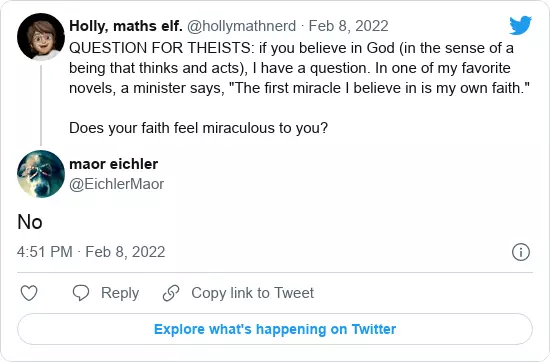 Holly, maths elf. @hollymathnerd · Feb 8, 2022
QUESTION FOR THEISTS: if you believe in God (in the sense of a
being that thinks and acts), I have a question. In one of my favorite
novels, a minister says, "The first miracle I believe in is my own faith."
Does your faith feel miraculous to you?
maor eichler
@EichlerMaor
No
4:51 PM · Feb 8, 2022
Reply
Copy link to Tweet
Explore what's happening on Twitter